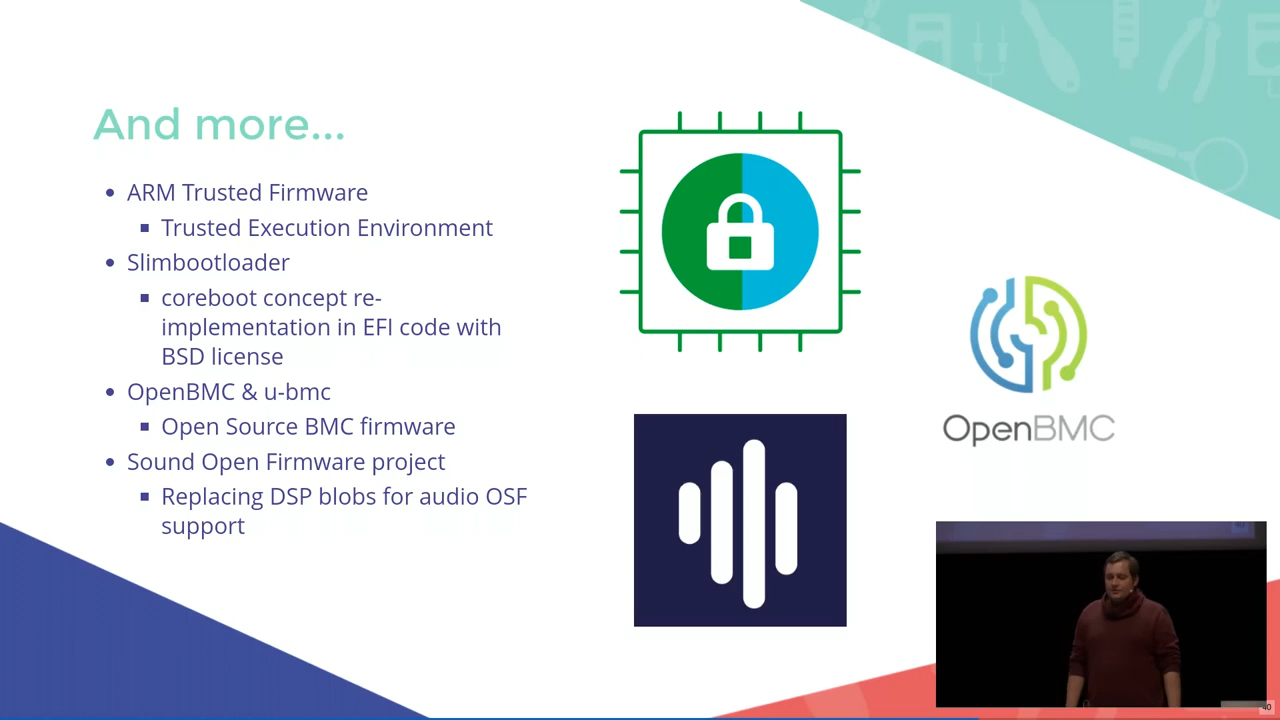 And more...
ARM Trusted Firmware
Trusted Execution Environment
Slimbootloader
coreboot concept re-
implementation in EFI code with
BSD license
OpenBMC & u-bmc
Open Source BMC firmware
Sound Open Firmware project
Replacing DSP blobs for audio OSF
support
OpenBMC
40